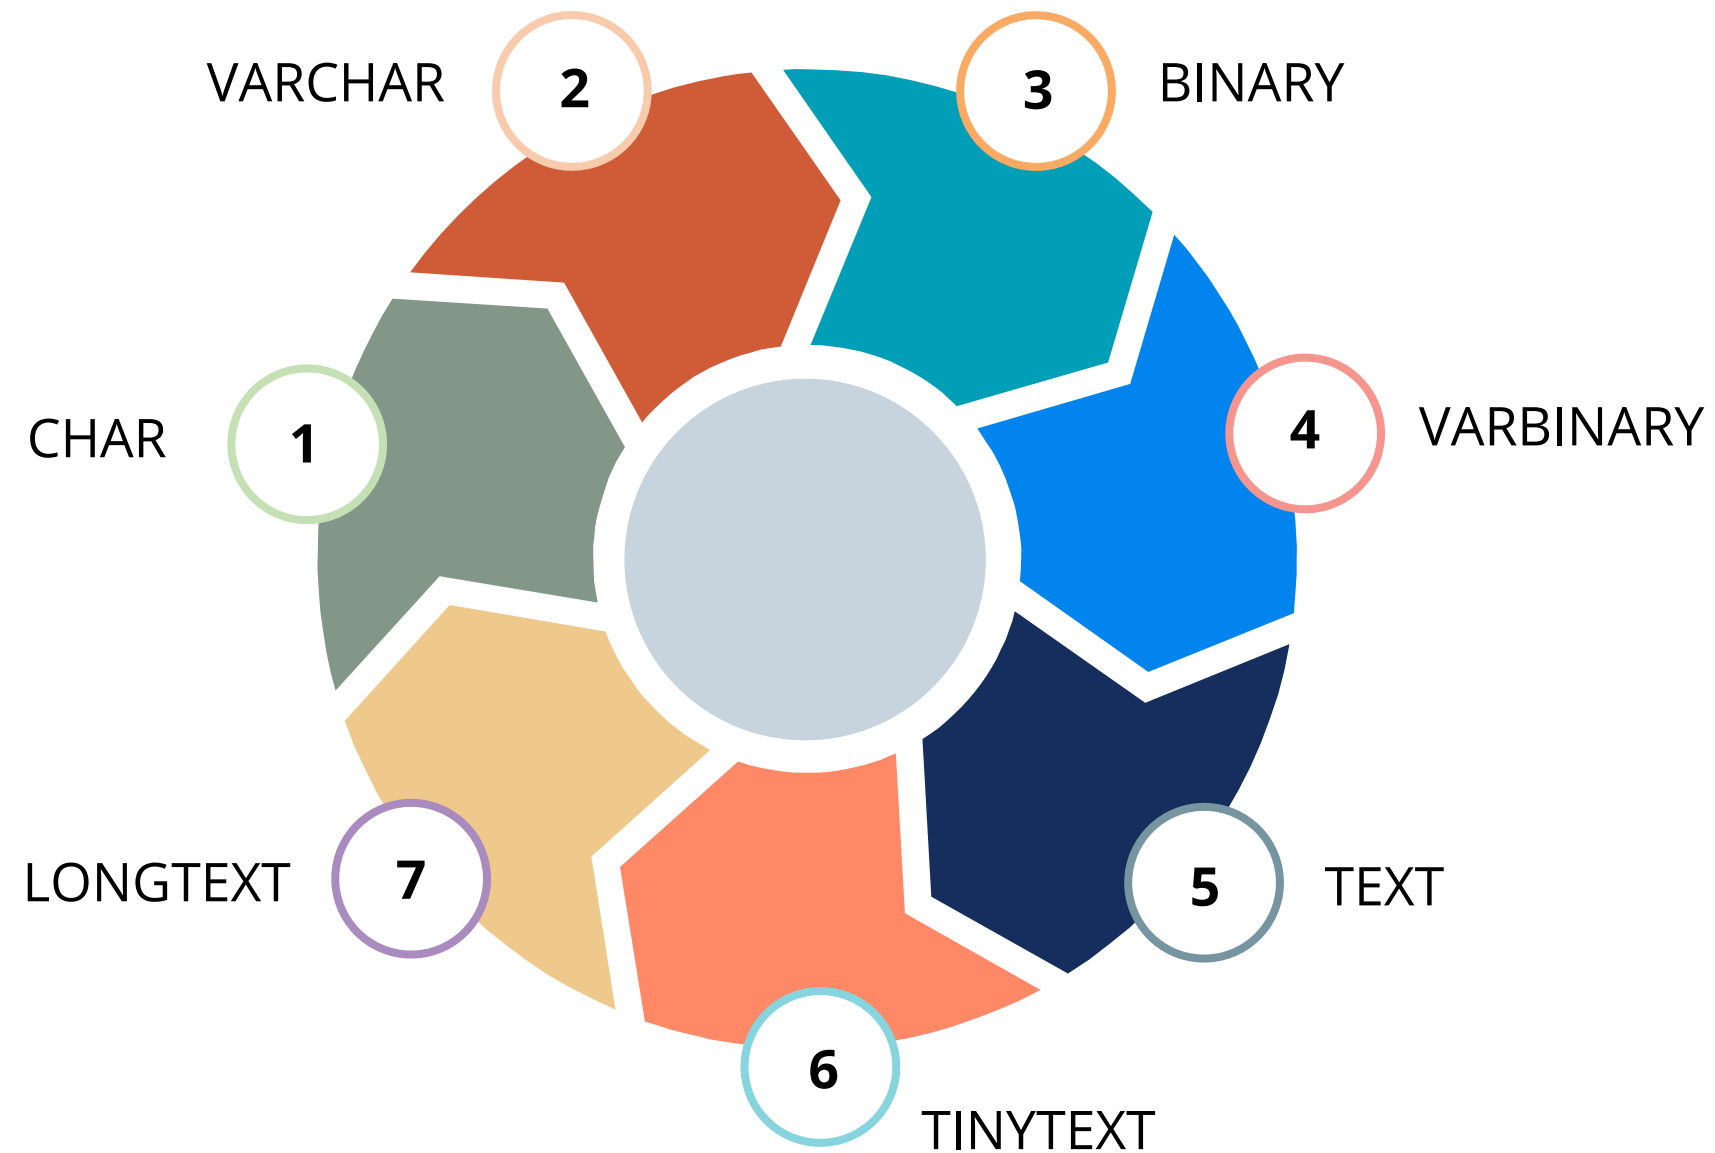 1
CHAR
2
VARCHAR
3
BINARY
4
VARBINARY
5
TEXT
6
TINYTEXT
7
LONGTEXT